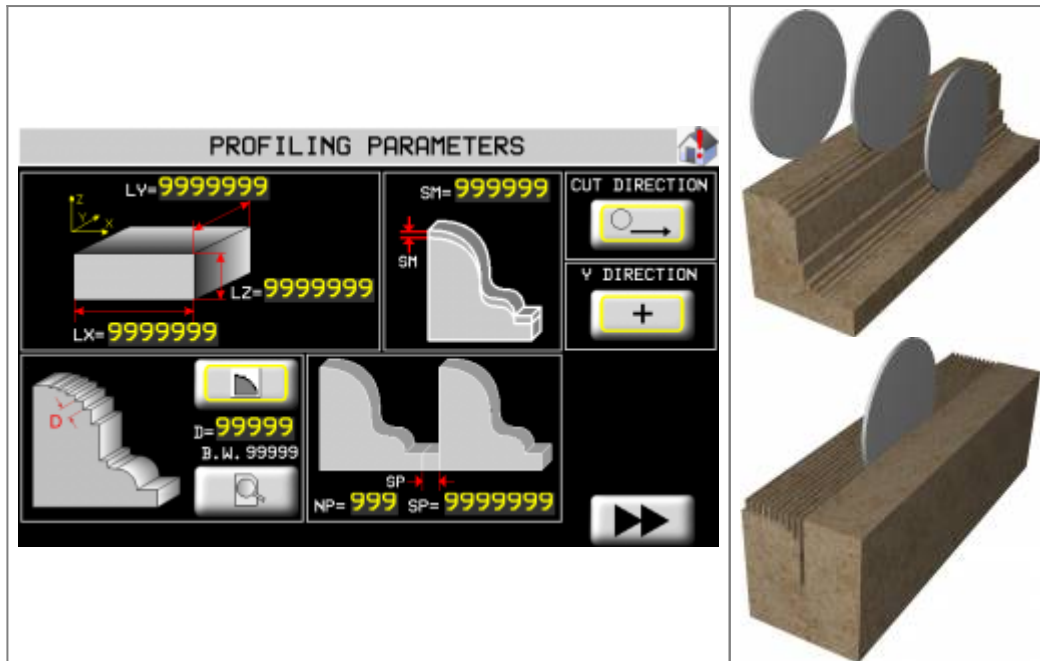 PROFILING PARAMETERS
LY=9999999
Z
Y
X
LZ=9999999
LX=9999999
SM=999999
SM
CUT DIRECTION
Y DIRECTION
+
D
D=99999
B.W. 99999
SP
NP=999 SP=9999999